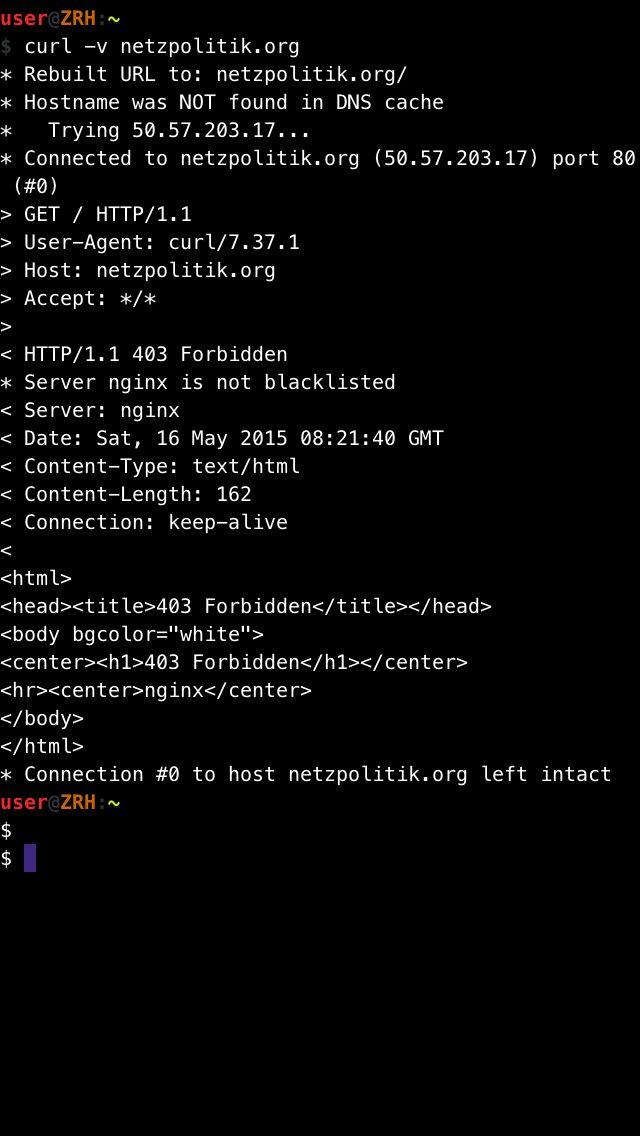 user@ZRH:~
$ curl -v netzpolitik.org
* Rebuilt URL to: netzpolitik.org/
* Hostname was NOT found in DNS cache
*   Trying 50.57.203.17...
* Connected to netzpolitik.org (50.57.203.17) port 80
 (#0)
> GET / HTTP/1.1
> User-Agent: curl/7.37.1
> Host: netzpolitik.org
> Accept: */*
>
< HTTP/1.1 403 Forbidden
* Server nginx is not blacklisted
< Server: nginx
< Date: Sat, 16 May 2015 08:21:40 GMT
< Content-Type: text/html
< Content-Length: 162
< Connection: keep-alive
<
<html>
<head><title>403 Forbidden</title></head>
<body bgcolor="white">
<center><h1>403 Forbidden</h1></center>
<hr><center>nginx</center>
</body>
</html>
* Connection #0 to host netzpolitik.org left intact
user@ZRH:~
$
$